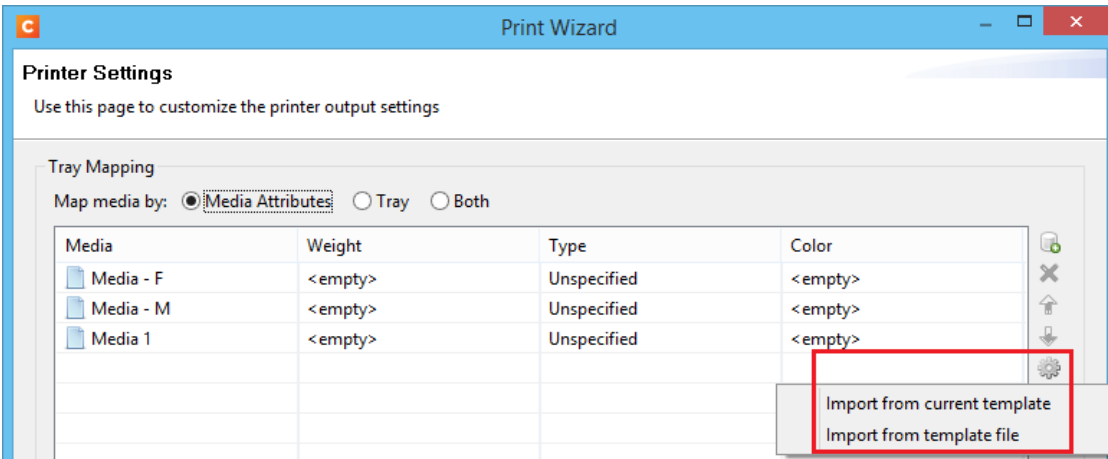 C Print Wizard
Printer Settings
Use this page to customize the printer output settings
Tray Mapping
Map media by: Media Attributes Tray Both
Media Weight Type Color
Media - F <empty> Unspecified <empty>
Media - M <empty> Unspecified <empty>
Media 1 <empty> Unspecified <empty>
Import from current template
Import from template file